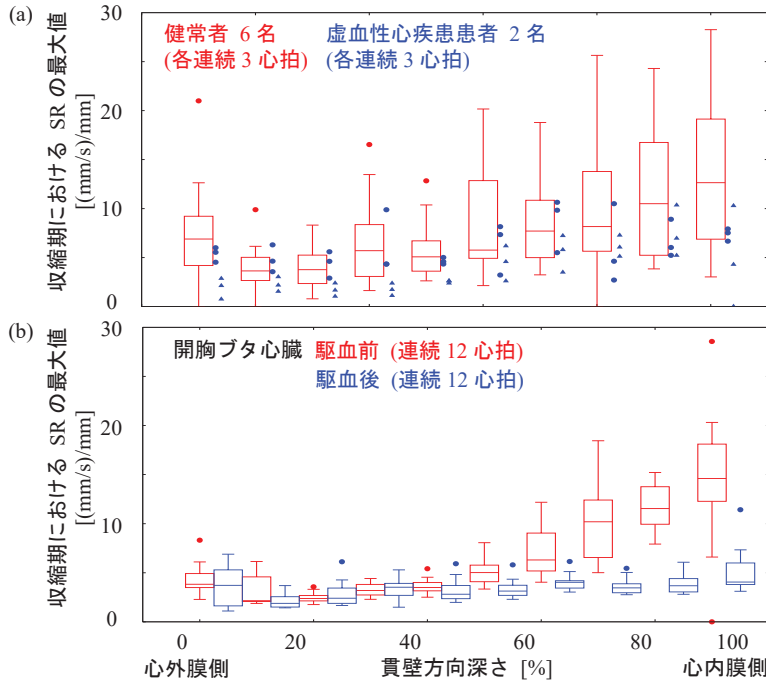 (a)
30
20
10
0
収縮期における SR の最大値
[(mm/s)/mm]
健常者 6 名
(各連続 3 心拍)
虚血性心疾患患者 2 名
(各連続 3 心拍)
(b)
30
20
10
0
収縮期における SR の最大値
[(mm/s)/mm]
開胸ブタ心臓 駆血前 (連続 12 心拍)
駆血後 (連続 12 心拍)
0 20 40 60 80 100
心外膜側 貫壁方向深さ [%] 心内膜側